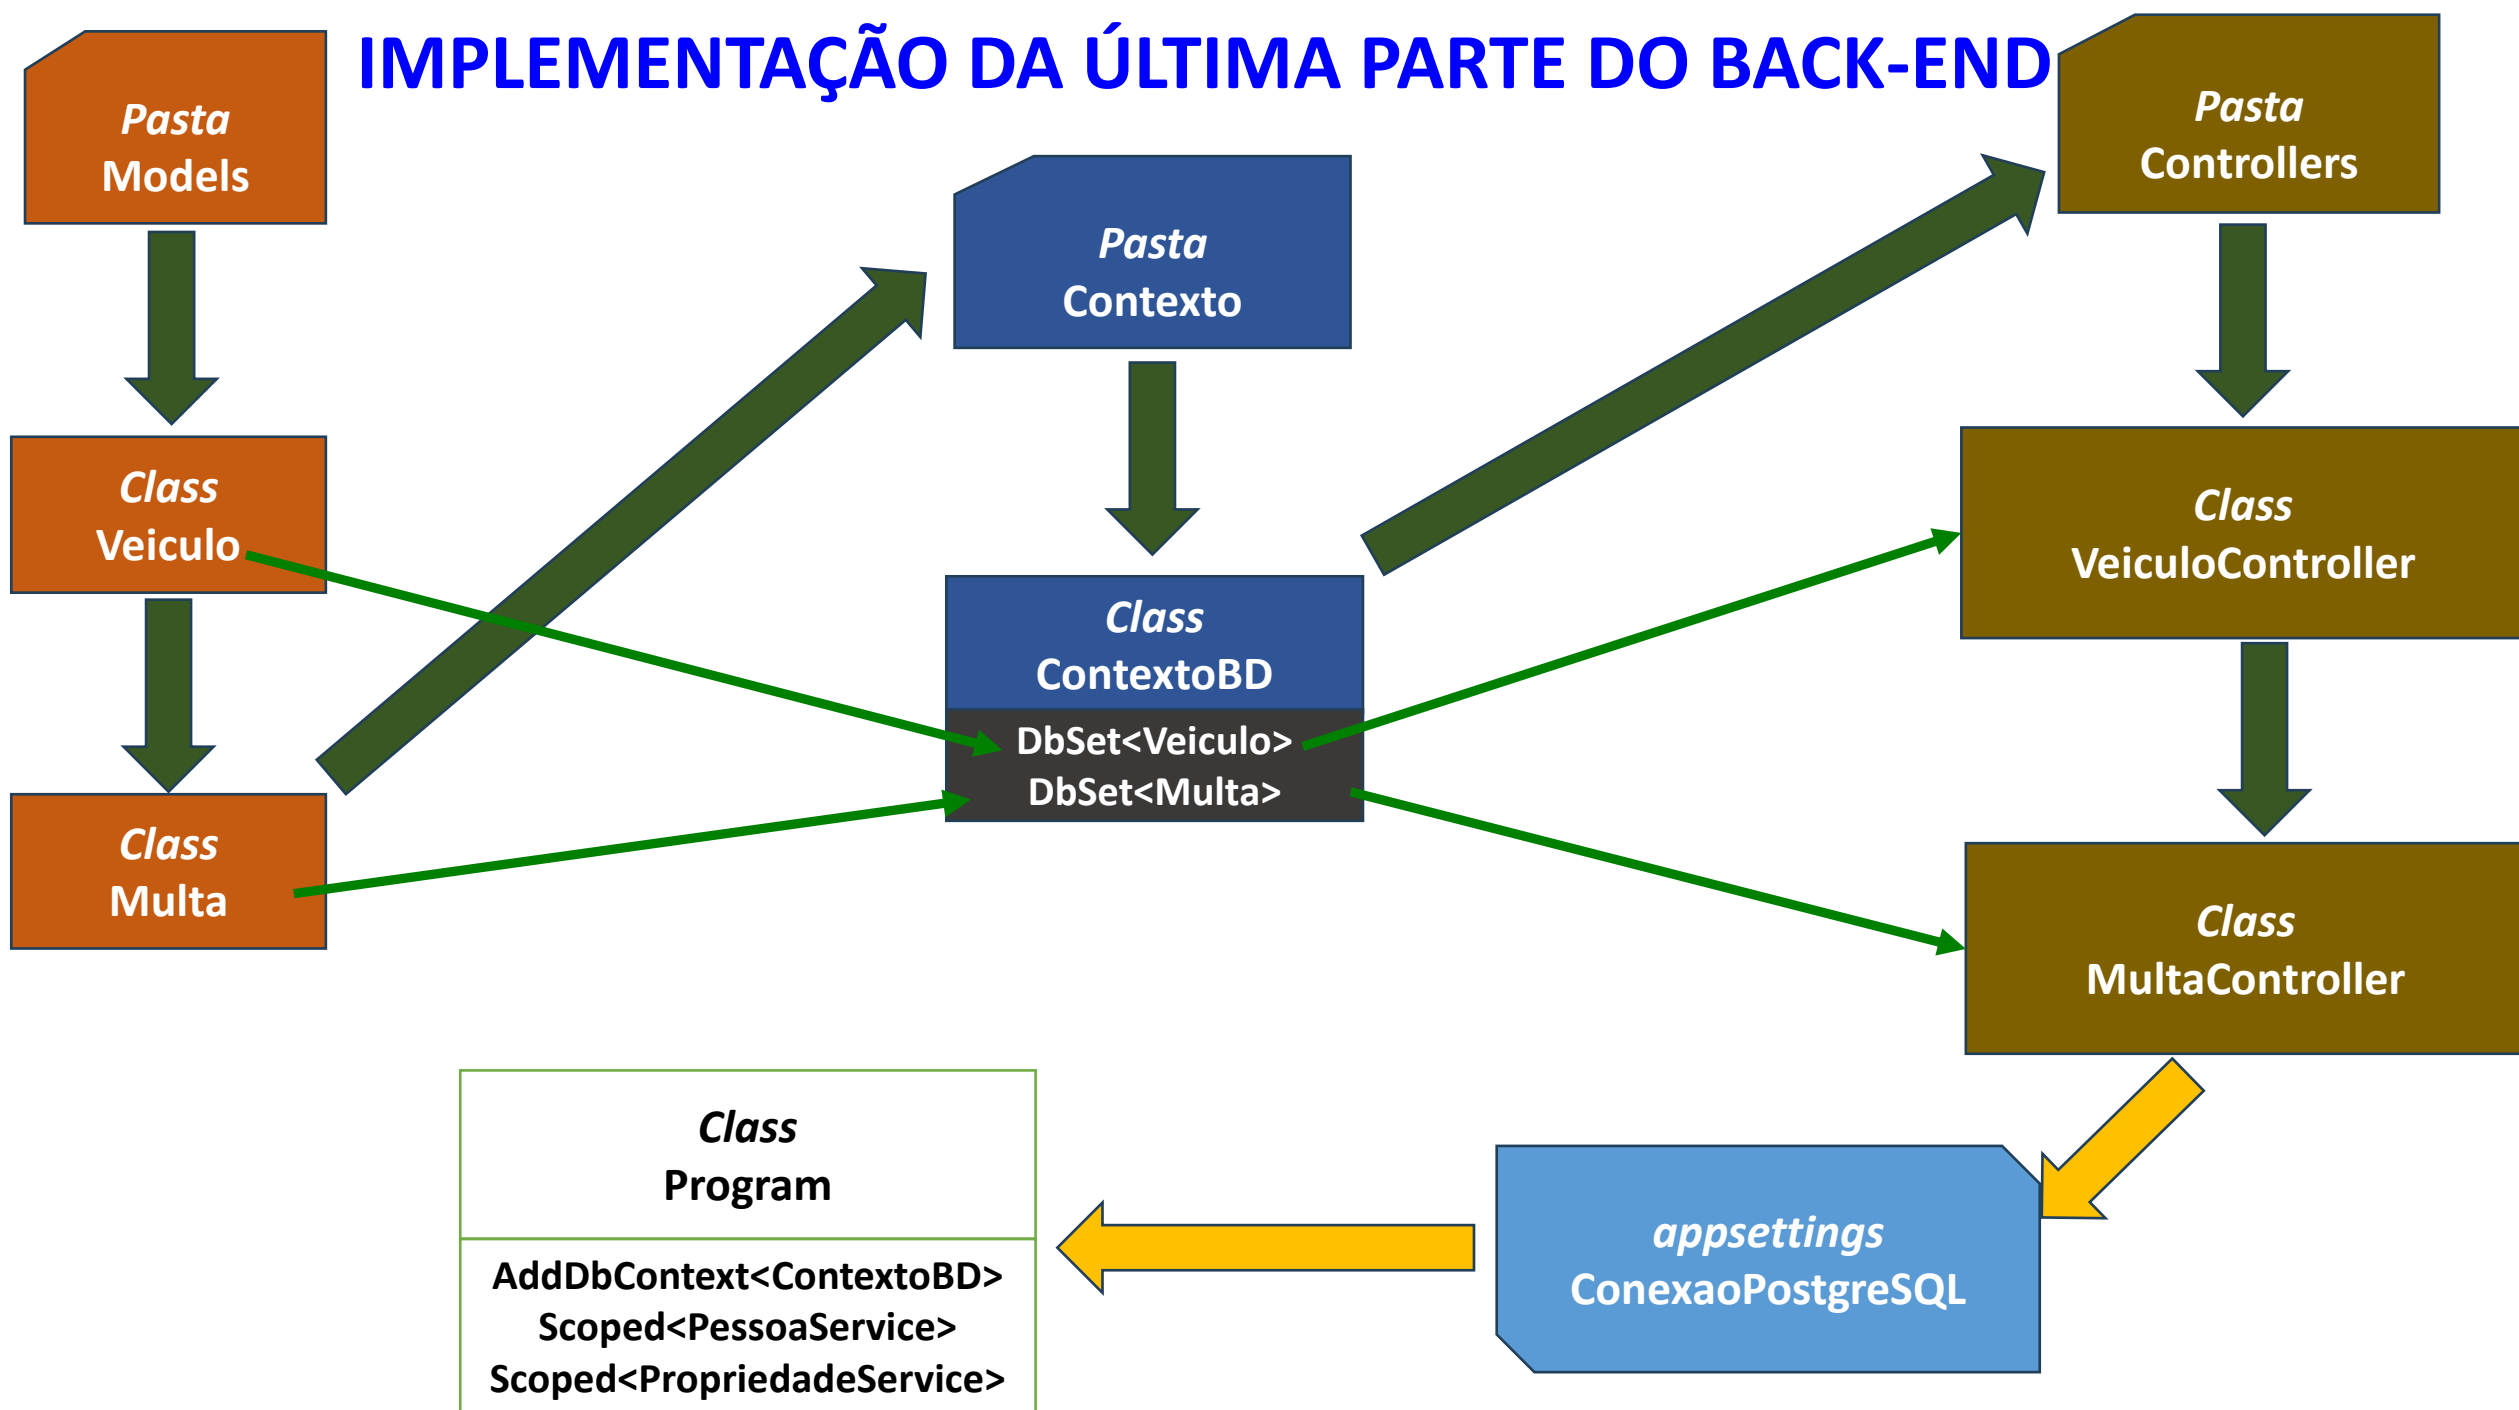 IMPLEMENTAÇÃO DA ÚLTIMA PARTE DO BACK-END
Pasta
Models
Class
Veiculo
Class
Multa
Pasta
Contexto
Class
ContextoBD
DbSet<Veiculo>
DbSet<Multa>
Pasta
Controllers
Class
VeiculoController
Class
MultaController
appsettings
ConexaoPostgreSQL
Class
Program
AddDbContext<ContextoBD>
Scoped<PessoaService>
Scoped<PropriedadeService>